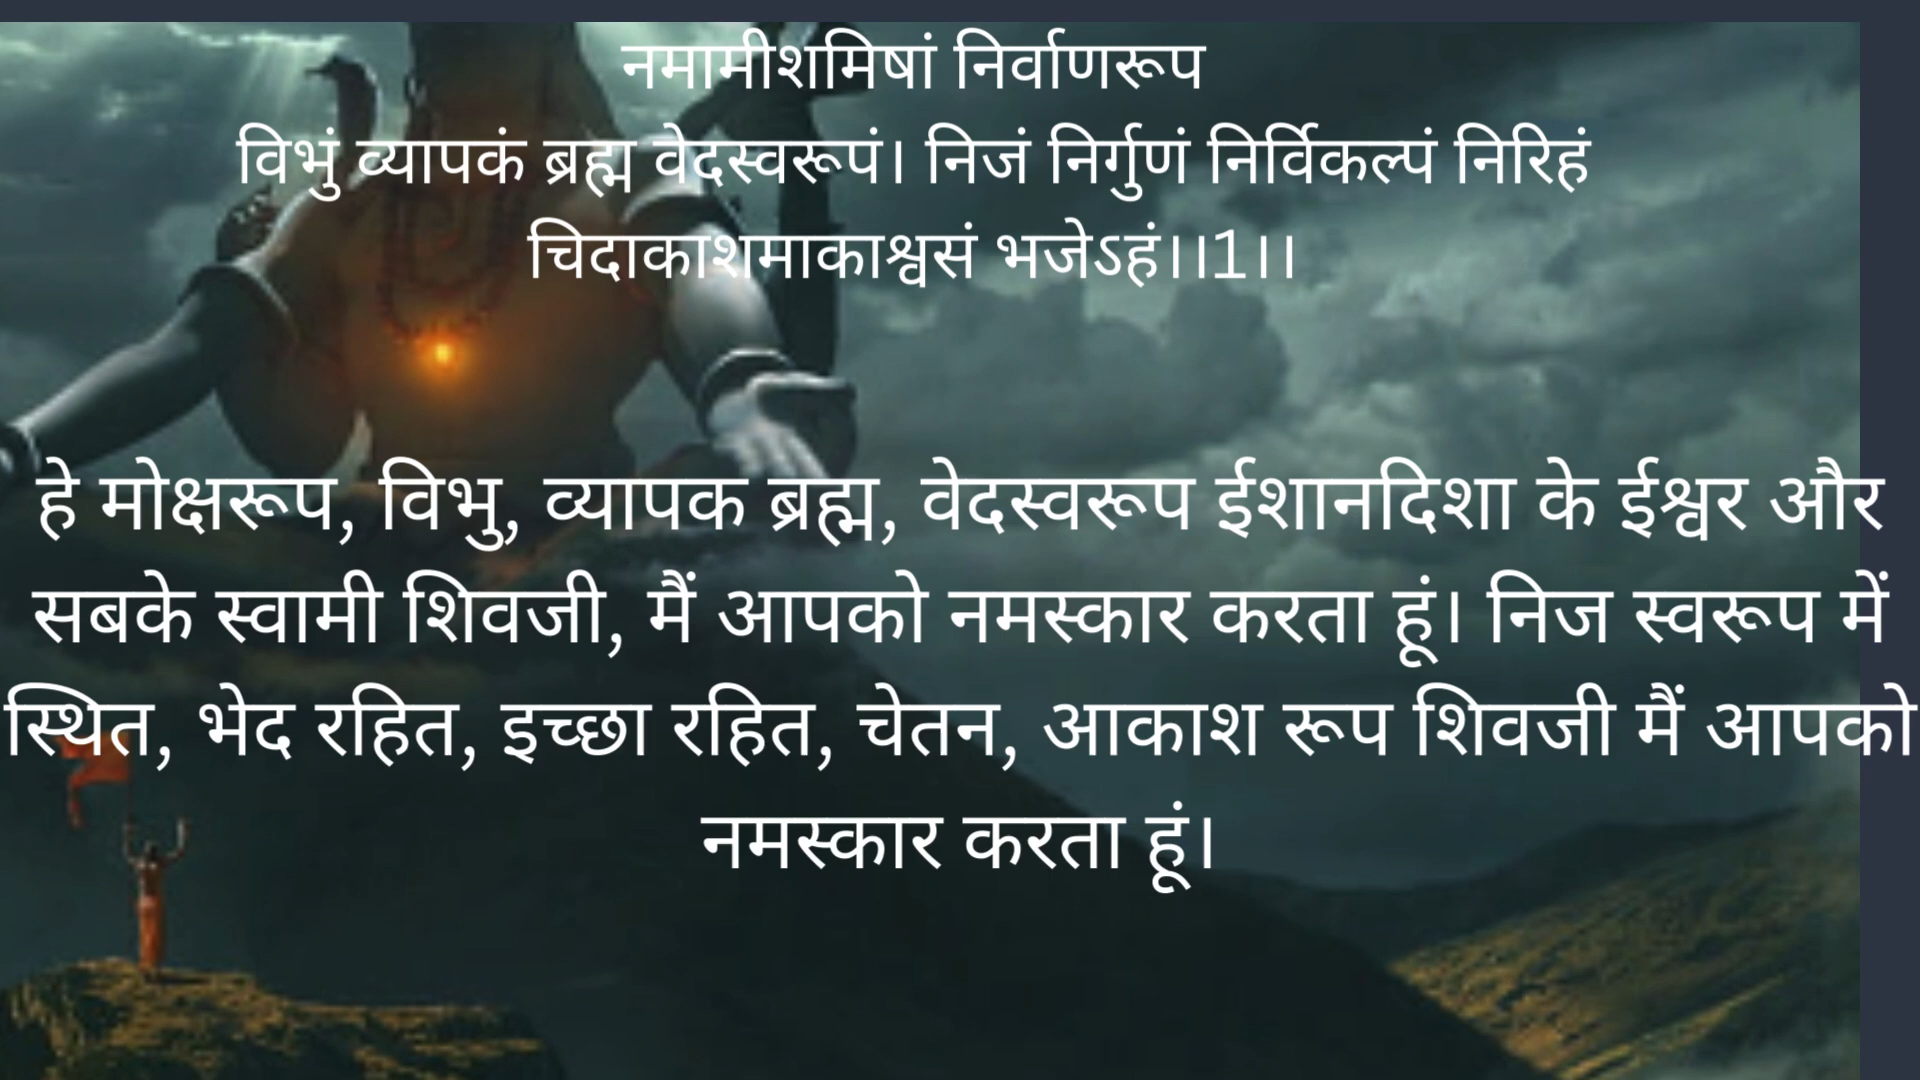 नमामीशमिषां निर्वाणरूप
विभुं व्यापकं ब्रह्म वेदस्वरूपं। निजं निर्गुणं निर्विकल्पं निरिहं
चिदाकाशमाकाश्वसं भजेऽहं।।1।।
हे मोक्षरूप, विभु, व्यापक ब्रह्म, वेदस्वरूप ईशानदिशा के ईश्वर और
सबके स्वामी शिवजी, मैं आपको नमस्कार करता हूं। निज स्वरूप में
स्थित, भेद रहित, इच्छा रहित, चेतन, आकाश रूप शिवजी मैं आपको
नमस्कार करता हूं।